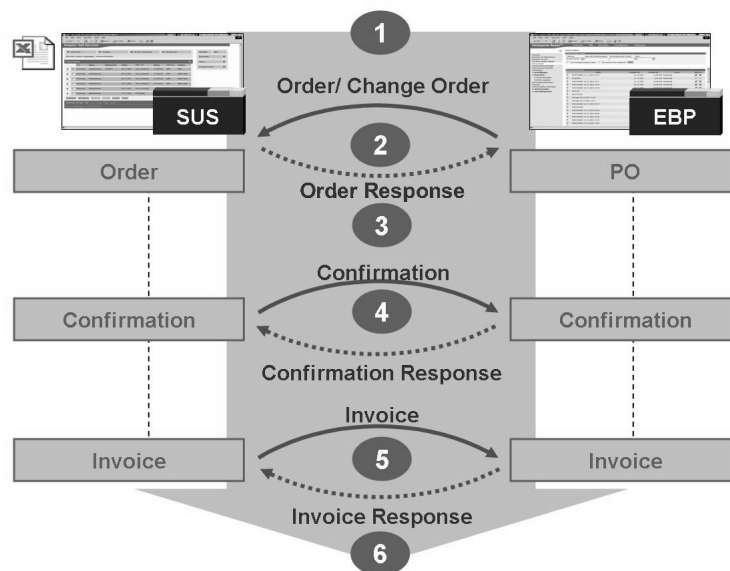 1
Order/ Change Order
SUS
EBP
2
Order
PO
Order Response
3
Confirmation
Confirmation
4
Confirmation
Confirmation Response
Invoice
Invoice
5
Invoice
Invoice Response
6